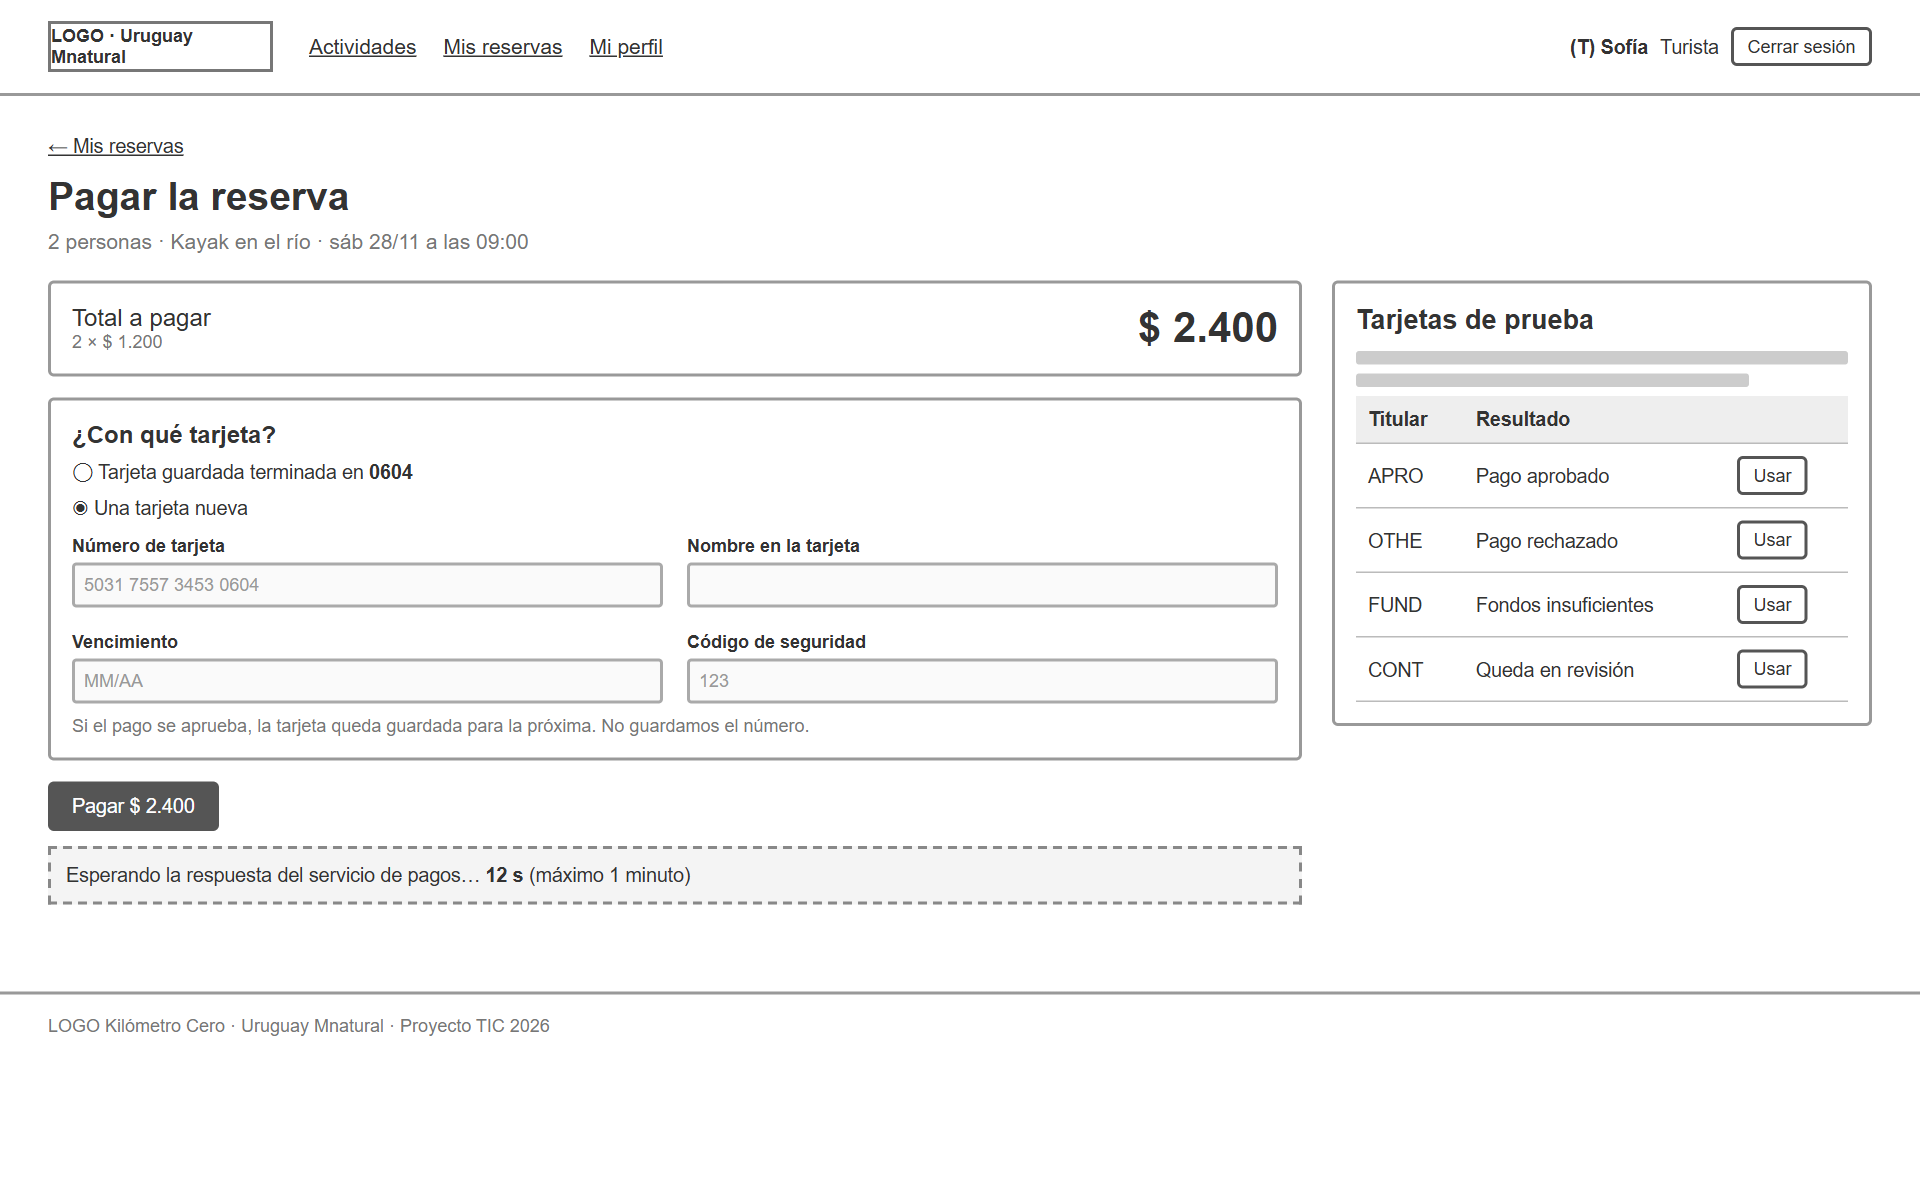 LOGO · Uruguay
Mnatural
Actividades
Mis reservas
Mi perfil
(T) Sofía Turista
Cerrar sesión
← Mis reservas
Pagar la reserva
2 personas · Kayak en el río · sáb 28/11 a las 09:00
Total a pagar
2 × $ 1.200
$ 2.400
¿Con qué tarjeta?
Tarjeta guardada terminada en 0604
Una tarjeta nueva
Número de tarjeta
5031 7557 3453 0604
Nombre en la tarjeta
Vencimiento
MM/AA
Código de seguridad
123
Si el pago se aprueba, la tarjeta queda guardada para la próxima. No guardamos el número.
Pagar $ 2.400
Esperando la respuesta del servicio de pagos… 12 s (máximo 1 minuto)
Tarjetas de prueba
Titular Resultado
APRO Pago aprobado Usar
OTHE Pago rechazado Usar
FUND Fondos insuficientes Usar
CONT Queda en revisión Usar
LOGO Kilómetro Cero · Uruguay Mnatural · Proyecto TIC 2026